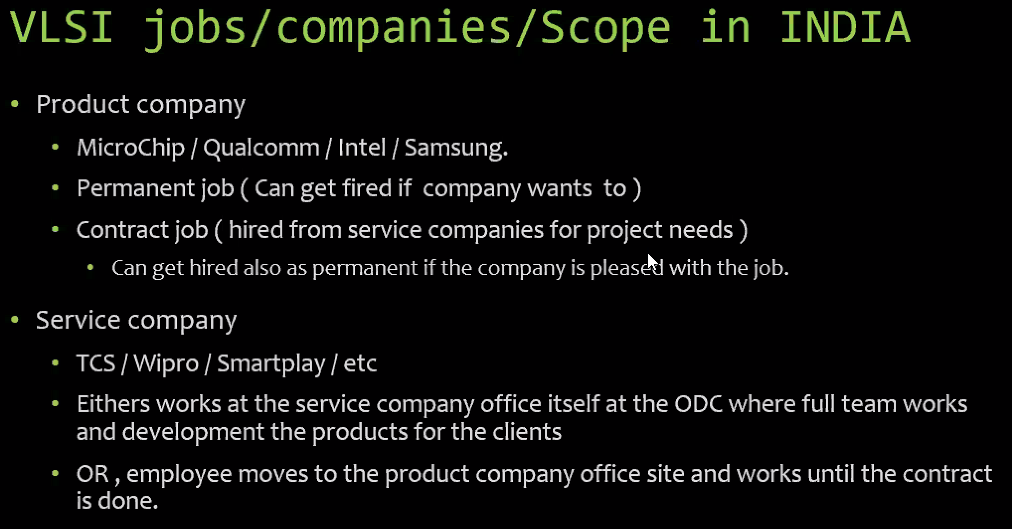 VLSI jobs/companies/Scope in INDIA
• Product company
• MicroChip / Qualcomm / Intel / Samsung.
• Permanent job ( Can get fired if company wants to )
• Contract job ( hired from service companies for project needs )
• Can get hired also as permanent if the company is pleased with the job.
• Service company
• TCS / Wipro / Smartplay / etc
• Eithers works at the service company office itself at the ODC where full team works
and development the products for the clients
• OR , employee moves to the product company office site and works until the contract
is done.